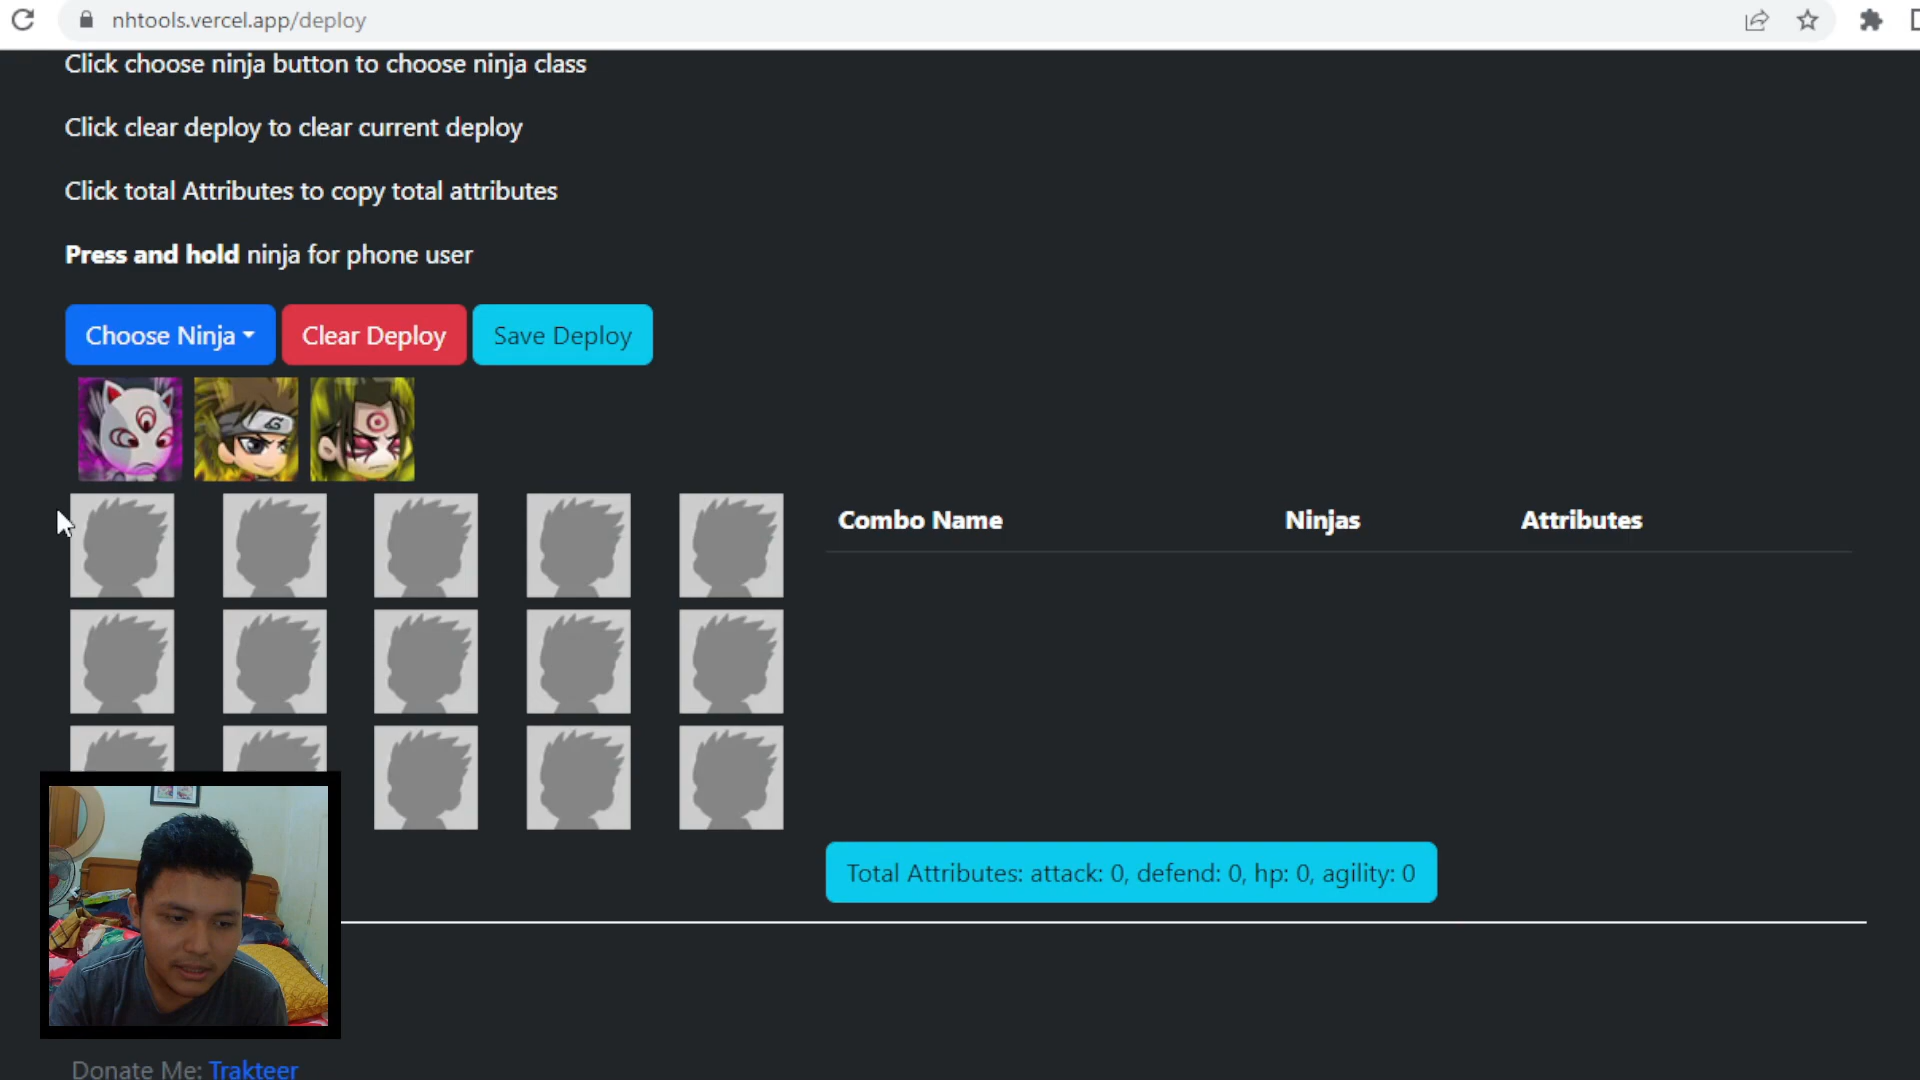 nhtools.vercel.app/deploy
Click choose ninja button to choose ninja class
Click clear deploy to clear current deploy
Click total Attributes to copy total attributes
Press and hold ninja for phone user
Choose Ninja Clear Deploy Save Deploy
Combo Name Ninjas Attributes
Total Attributes: attack: 0, defend: 0, hp: 0, agility: 0
Donate Me: Trakteer